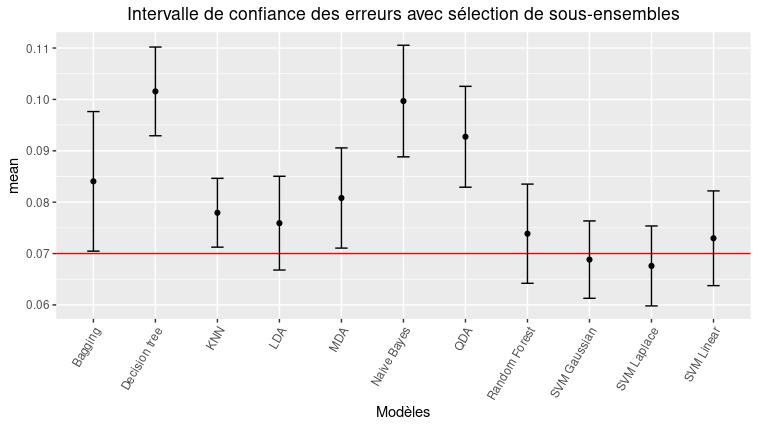 Intervalle de confiance des erreurs avec sélection de sous-ensembles
mean
0.11
0.10
0.09
0.08
0.07
0.06
Bagging
Decision tree
KNN
LDA
MDA
Naive Bayes
QDA
Random Forest
SVM Gaussian
SVM Laplace
SVM Linear
Modèles